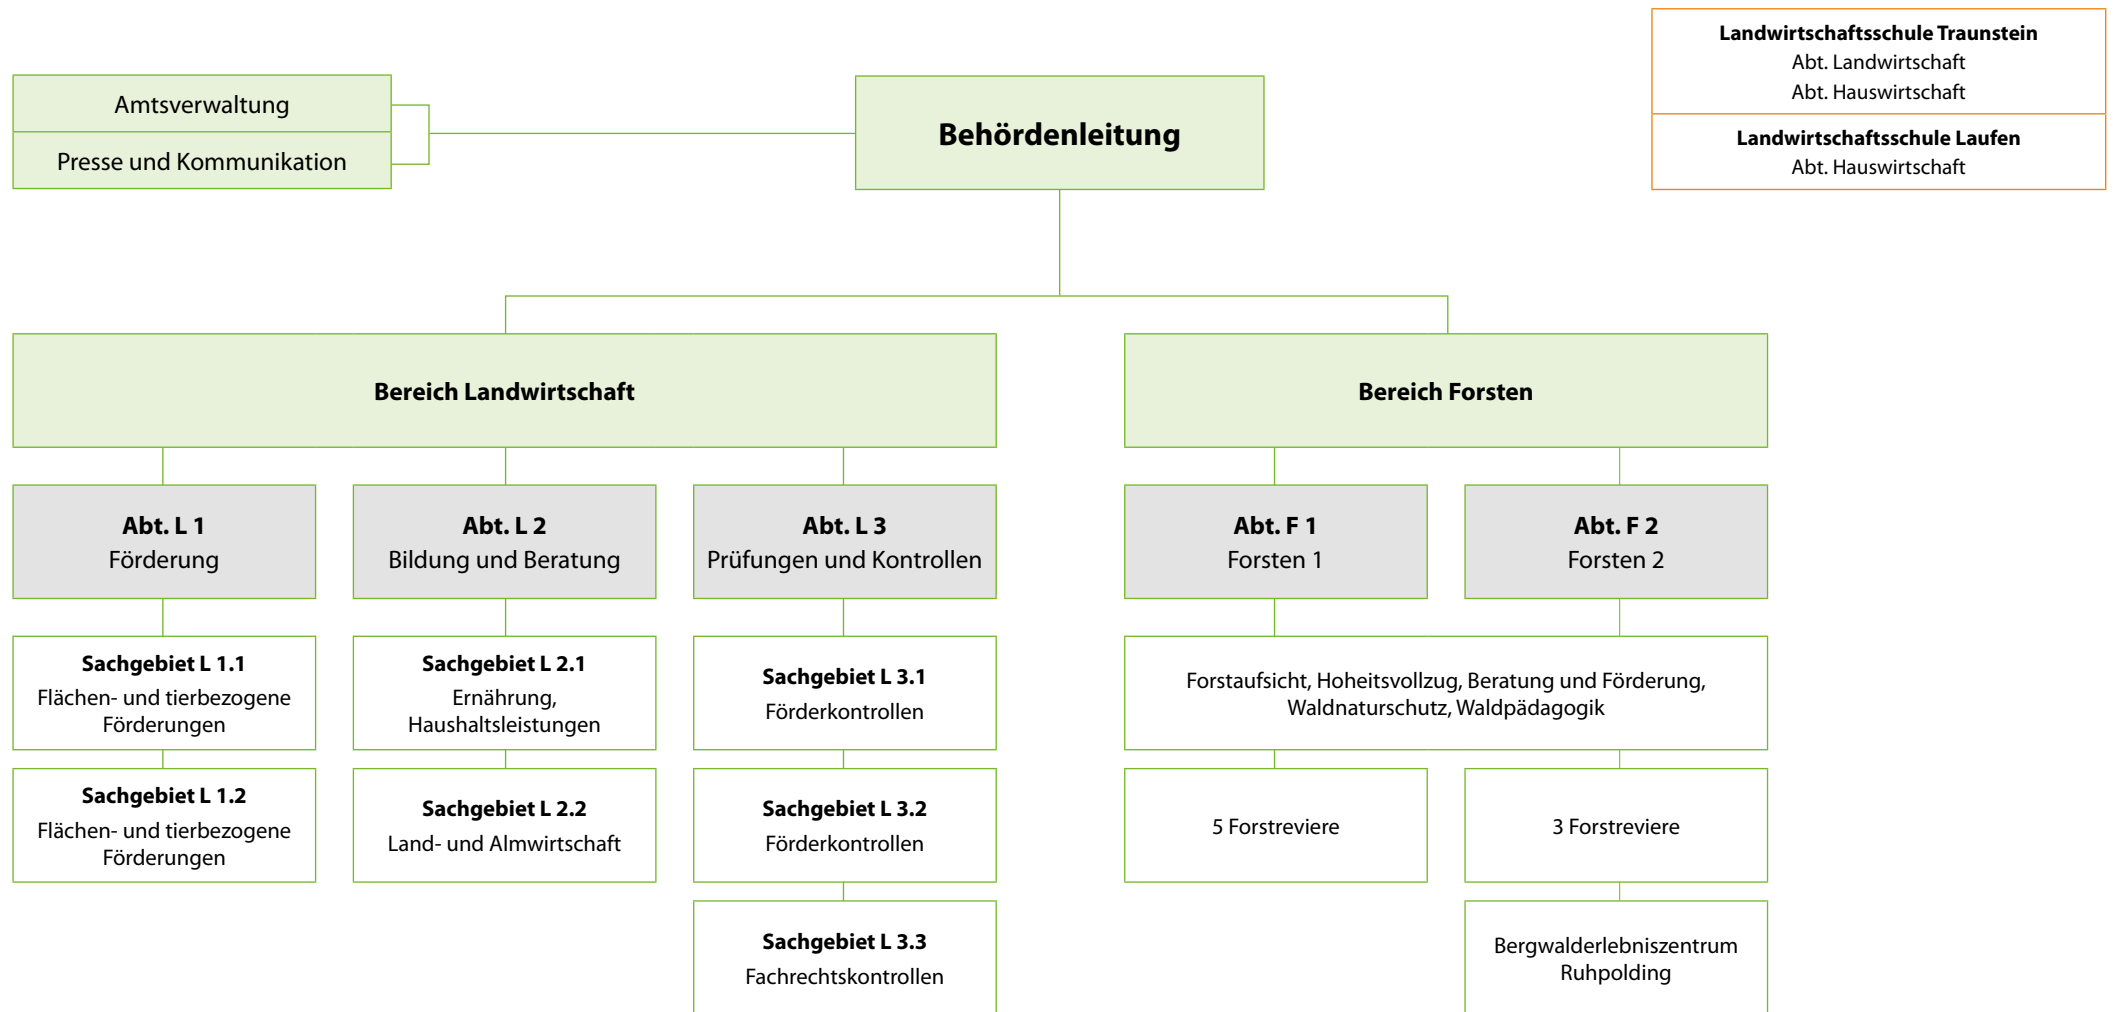 Landwirtschaftsschule Traunstein
Abt. Landwirtschaft
Abt. Hauswirtschaft
Landwirtschaftsschule Laufen
Abt. Hauswirtschaft
Amtsverwaltung
Presse und Kommunikation
Behördenleitung
Bereich Landwirtschaft
Bereich Forsten
Abt. L 1
Förderung
Abt. L 2
Bildung und Beratung
Abt. L 3
Prüfungen und Kontrollen
Abt. F 1
Forsten 1
Abt. F 2
Forsten 2
Sachgebiet L 1.1
Flächen- und tierbezogene
Förderungen
Sachgebiet L 2.1
Ernährung,
Haushaltsleistungen
Sachgebiet L 3.1
Förderkontrollen
Forstaufsicht, Hoheitsvollzug, Beratung und Förderung,
Waldnaturschutz, Waldpädagogik
Sachgebiet L 1.2
Flächen- und tierbezogene
Förderungen
Sachgebiet L 2.2
Land- und Almwirtschaft
Sachgebiet L 3.2
Förderkontrollen
5 Forstreviere
3 Forstreviere
Sachgebiet L 3.3
Fachrechtskontrollen
Bergwalderlebniszentrum
Ruhpolding